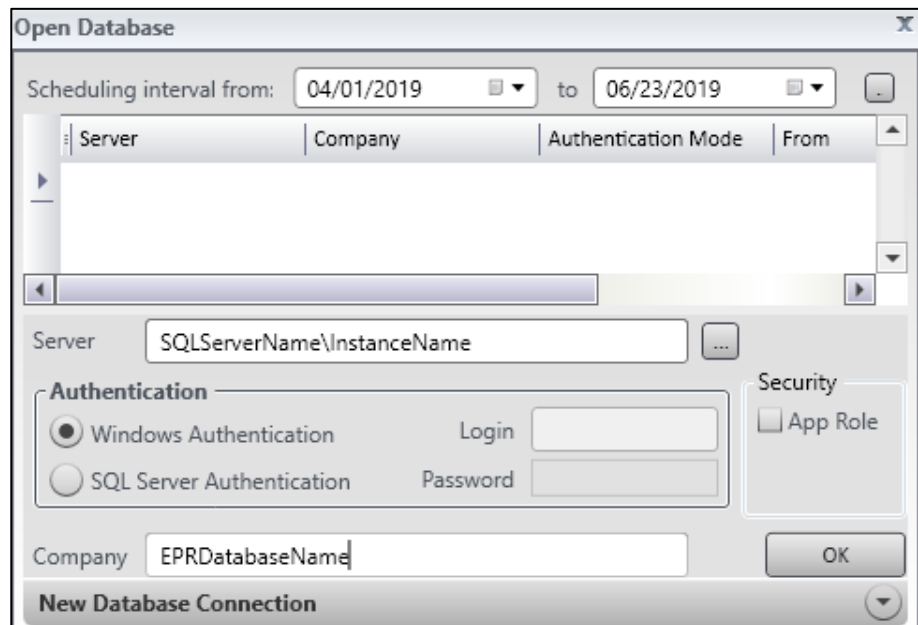 Open Database
X
Scheduling interval from: 04/01/2019 to 06/23/2019 .
Server Company Authentication Mode From
Server SQLServerName\InstanceName ...
Authentication
Security
Windows Authentication Login
App Role
SQL Server Authentication Password
Company EPRDatabaseName OK
New Database Connection